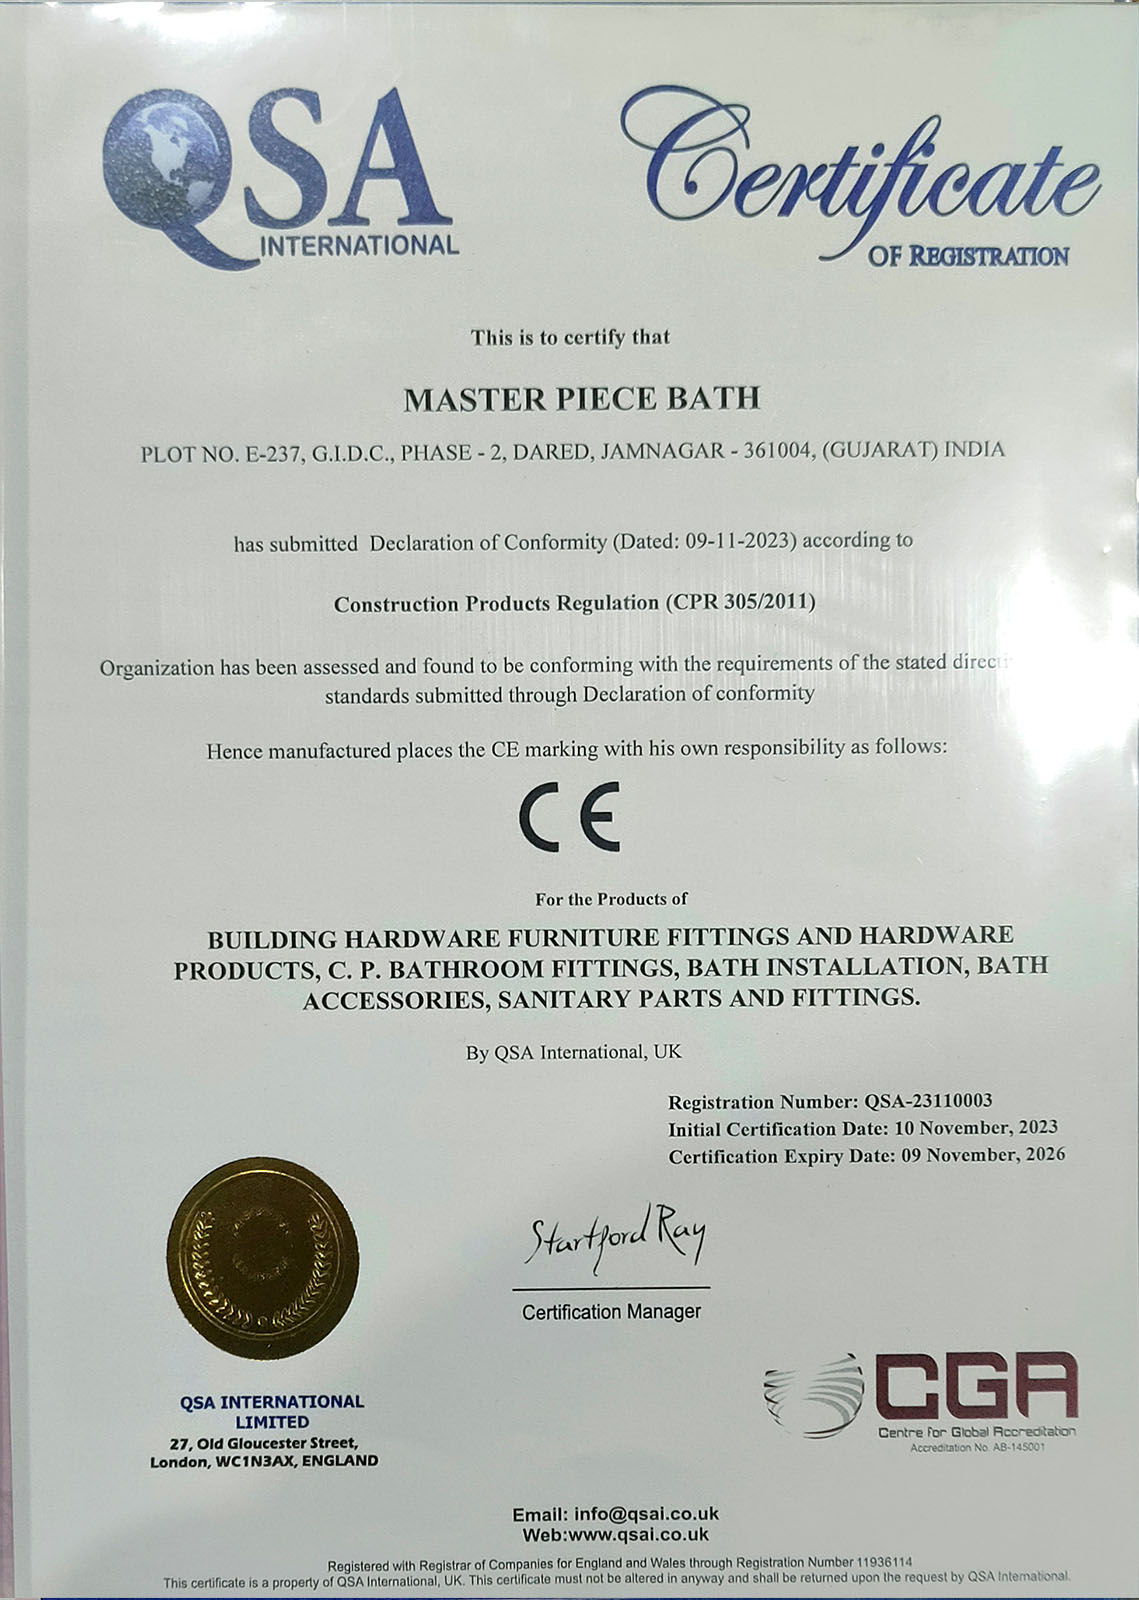 QSA
INTERNATIONAL
Certificate
OF REGISTRATION
This is to certify that
MASTER PIECE BATH
PLOT NO. E-237, G.I.D.C., PHASE - 2, DARED, JAMNAGAR - 361004, (GUJARAT) INDIA
has submitted Declaration of Conformity (Dated: 09-11-2023) according to
Construction Products Regulation (CPR 305/2011)
Organization has been assessed and found to be conforming with the requirements of the stated
standards submitted through Declaration of conformity
Hence manufactured places the CE marking with his own responsibility as follows:
CE
For the Products of
BUILDING HARDWARE FURNITURE FITTINGS AND HARDWARE
PRODUCTS, C. P. BATHROOM FITTINGS, BATH INSTALLATION, BATH
ACCESSORIES, SANITARY PARTS AND FITTINGS.
By QSA International, UK
Registration Number: QSA-23110003
Initial Certification Date: 10 November, 2023
Certification Expiry Date: 09 November, 2026
Startford Ray
Certification Manager
QSA INTERNATIONAL
LIMITED
27, Old Gloucester Street,
London, WC1N3AX, ENGLAND
CGA
Centre for Global Accreditation
Accreditation No. AB-145001
Email: info@qsai.co.uk
Web:www.qsai.co.uk
Registered with Registrar of Companies for England and Wales through Registration Number 11936114
This certificate is a property of QSA International, UK. This certificate must not be altered in anyway and shall be returned upon the request by QSA International.